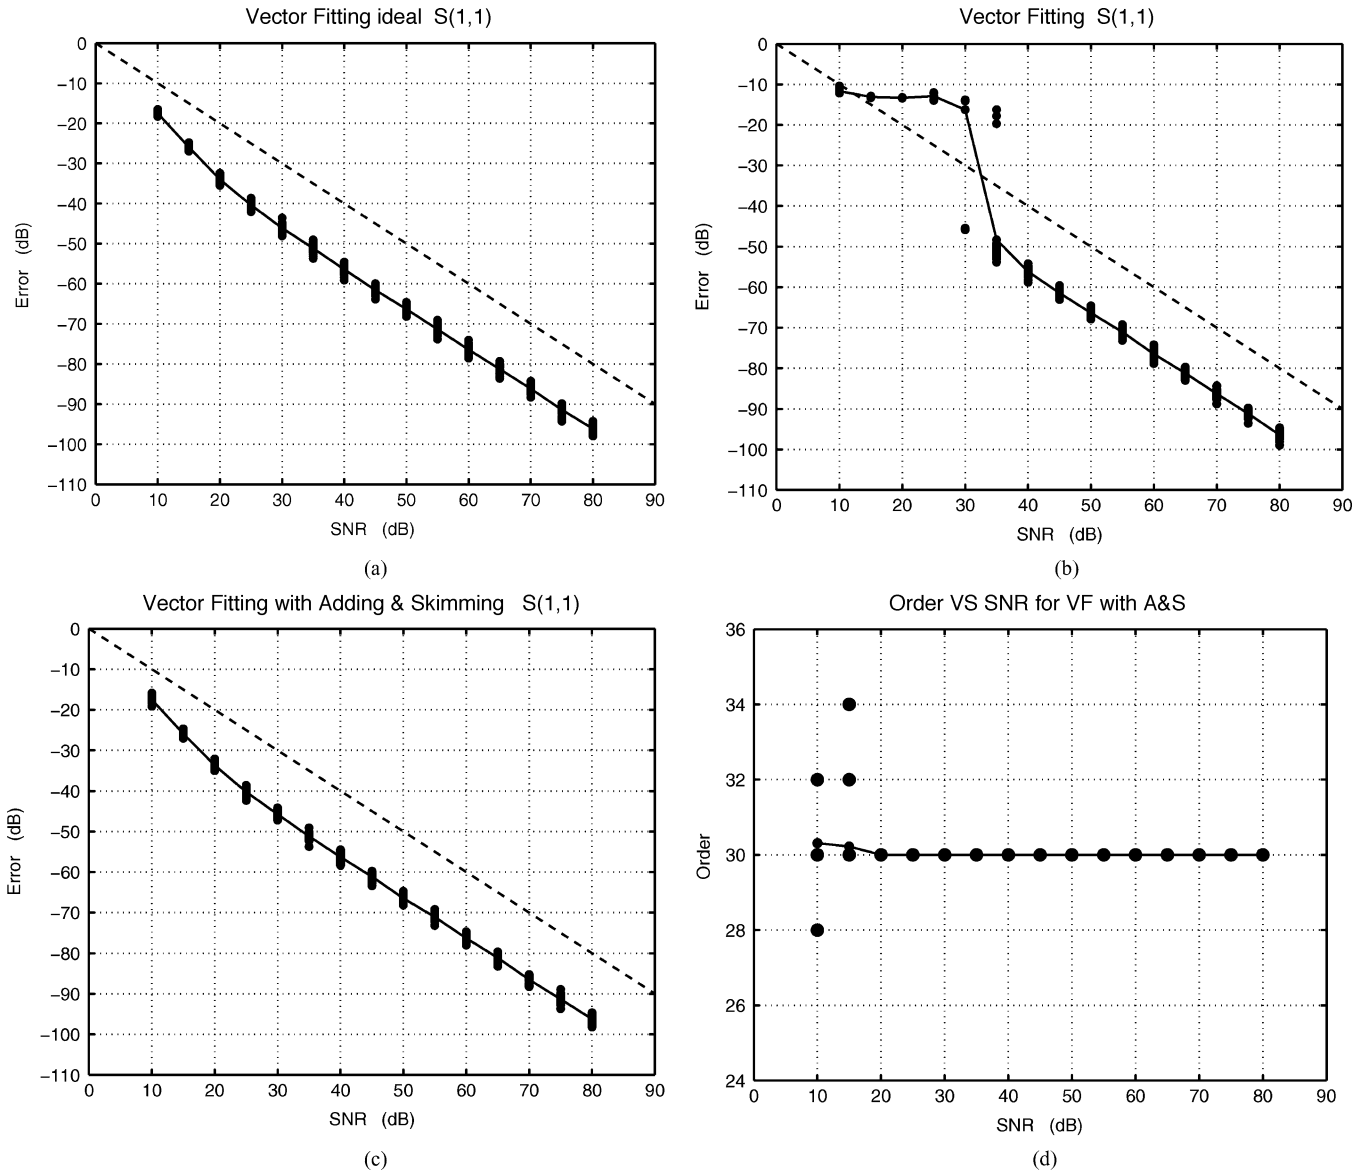 Vector Fitting ideal S(1,1)
0
−10
−20
−30
−40
−50
−60
−70
−80
−90
−100
−110
Error (dB)
0 10 20 30 40 50 60 70 80 90
SNR (dB)
(a)
Vector Fitting S(1,1)
0
−10
−20
−30
−40
−50
−60
−70
−80
−90
−100
−110
Error (dB)
0 10 20 30 40 50 60 70 80 90
SNR (dB)
(b)
Vector Fitting with Adding & Skimming S(1,1)
0
−10
−20
−30
−40
−50
−60
−70
−80
−90
−100
−110
Error (dB)
0 10 20 30 40 50 60 70 80 90
SNR (dB)
(c)
Order VS SNR for VF with A&S
36
34
32
30
28
26
24
Order
0 10 20 30 40 50 60 70 80 90
SNR (dB)
(d)